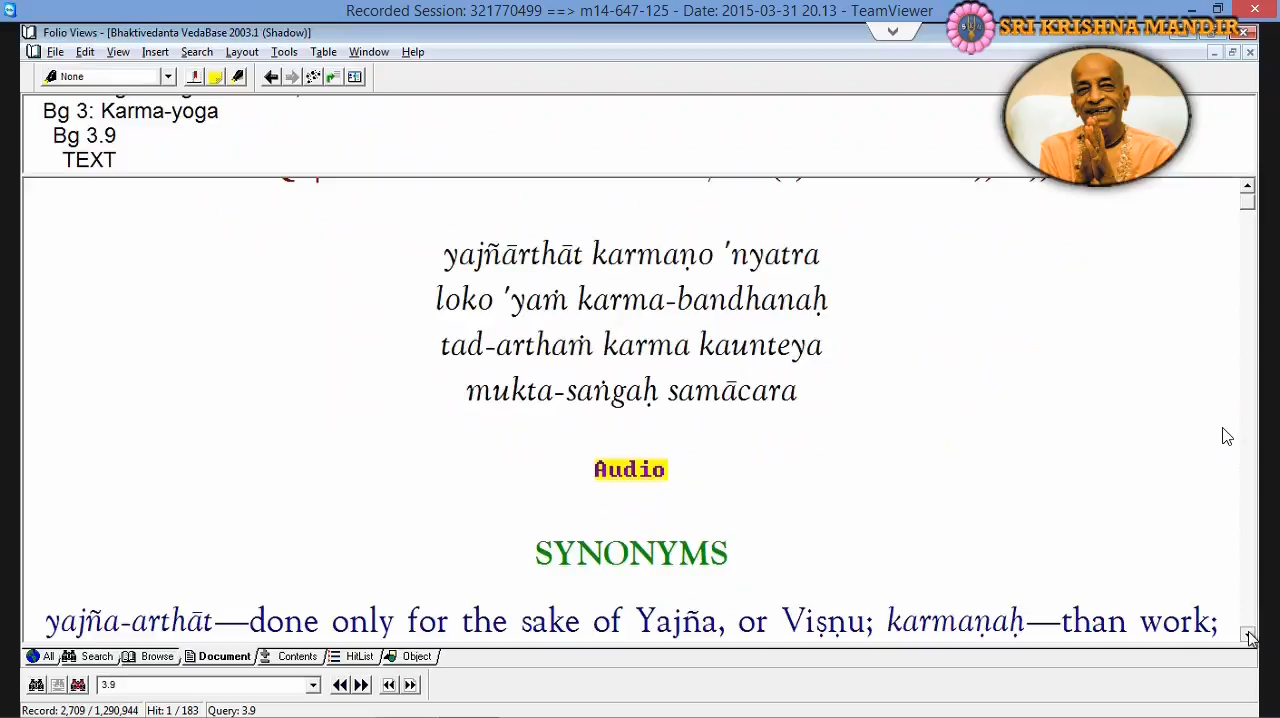 Recorded Session: 321770499 ==> m14-647-125 - Date: 2015-03-31 20.13 - TeamViewer
SRI KRISHNA MANDIR
Folio Views - [Bhaktivedanta VedaBase 2003.1 (Shadow)]
File Edit View Insert Search Layout Tools Table Window Help
None
Bg 3: Karma-yoga
Bg 3.9
TEXT
yajñārthāt karmaṇo 'nyatra
loko 'yaṁ karma-bandhanaḥ
tad-arthaṁ karma kaunteya
mukta-saṅgaḥ samācara
Audio
SYNONYMS
yajña-arthāt—done only for the sake of Yajña, or Viṣṇu; karmaṇaḥ—than work;
All Search Browse Document Contents HitList Object
3.9
Record: 2,709 / 1,290,944 Hit: 1 / 183 Query: 3.9